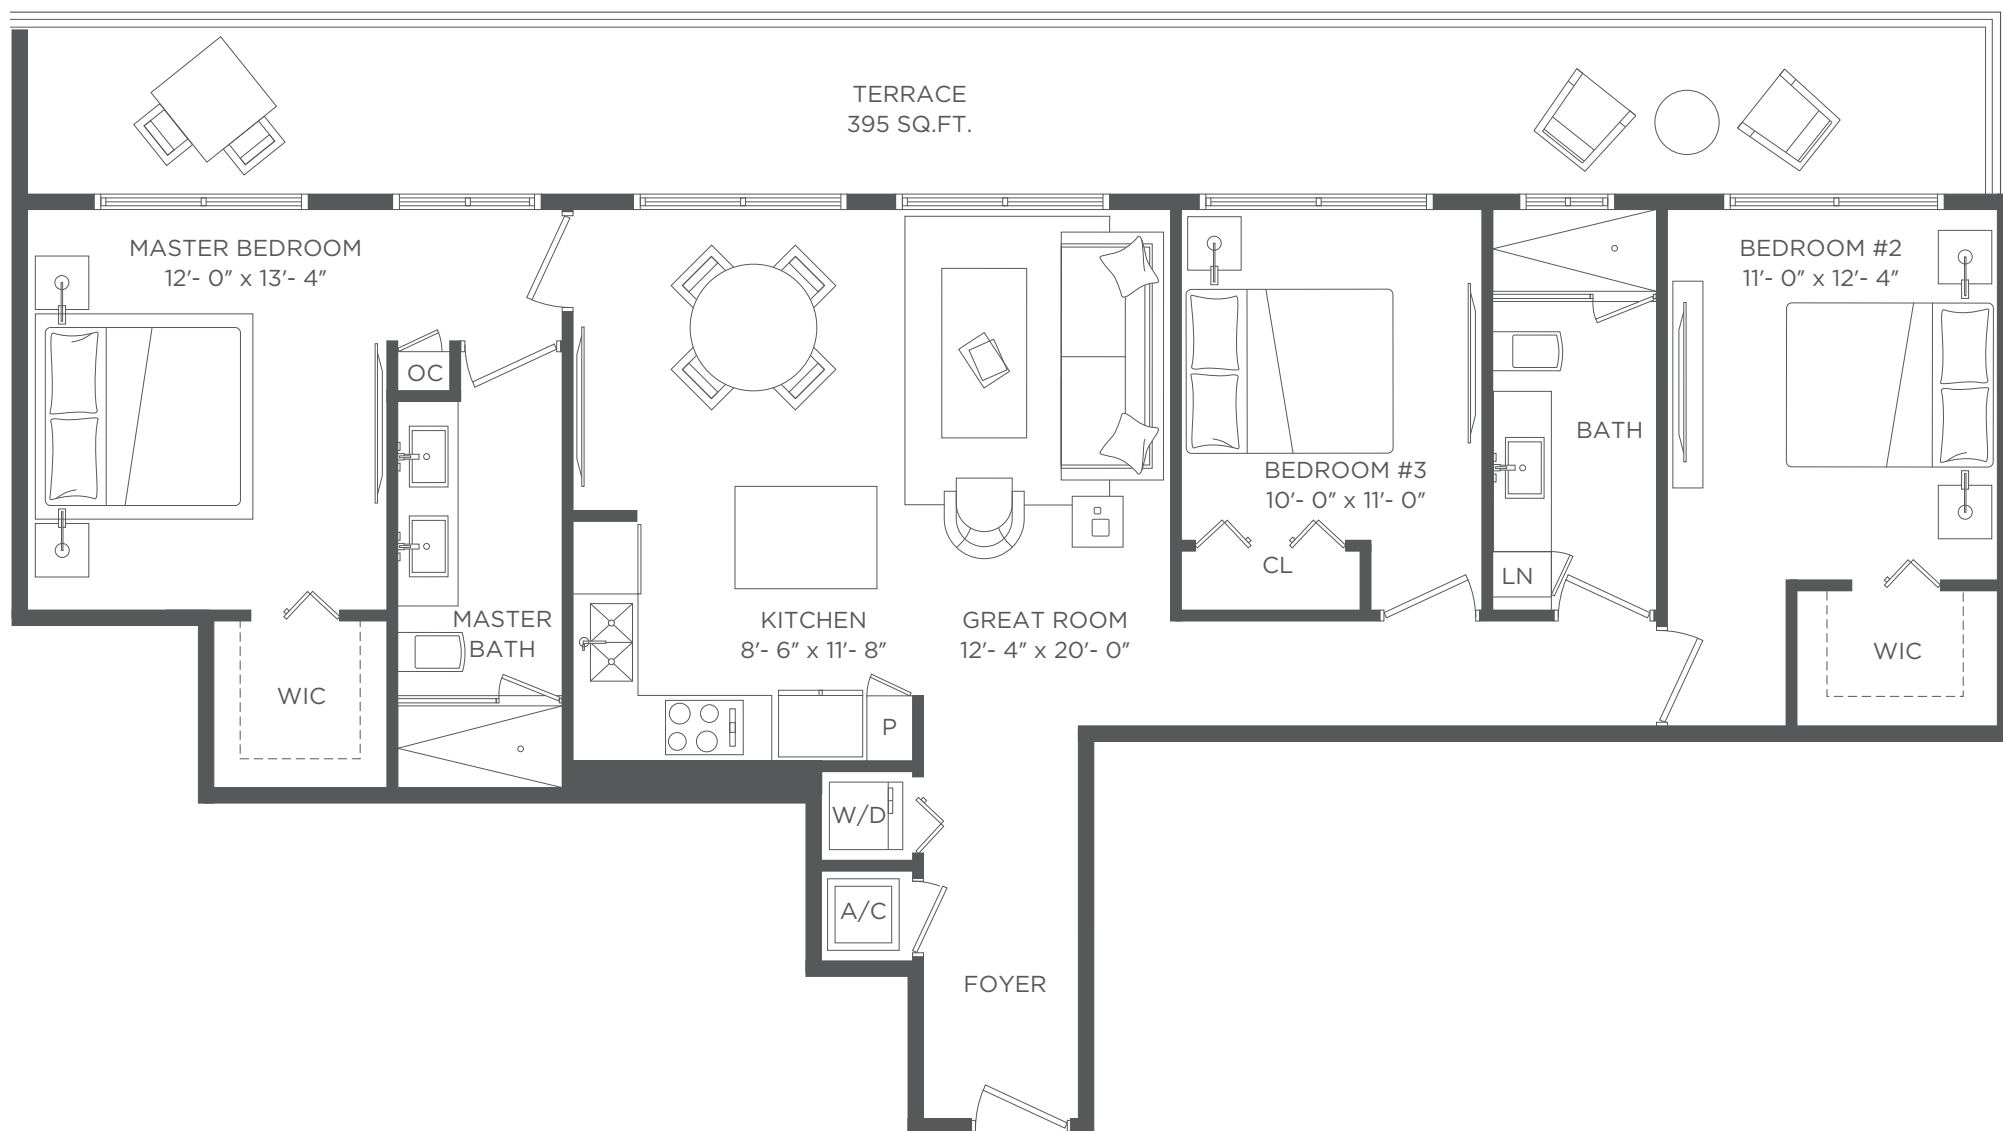 TERRACE
395 SQ.FT.
MASTER BEDROOM
12'- 0" x 13'- 4"
BEDROOM #2
11'- 0" x 12'- 4"
OC
BATH
BEDROOM #3
10'- 0" x 11'- 0"
CL
LN
MASTER
BATH
KITCHEN
8'- 6" x 11'- 8"
GREAT ROOM
12'- 4" x 20'- 0"
WIC
WIC
P
W/D
A/C
FOYER